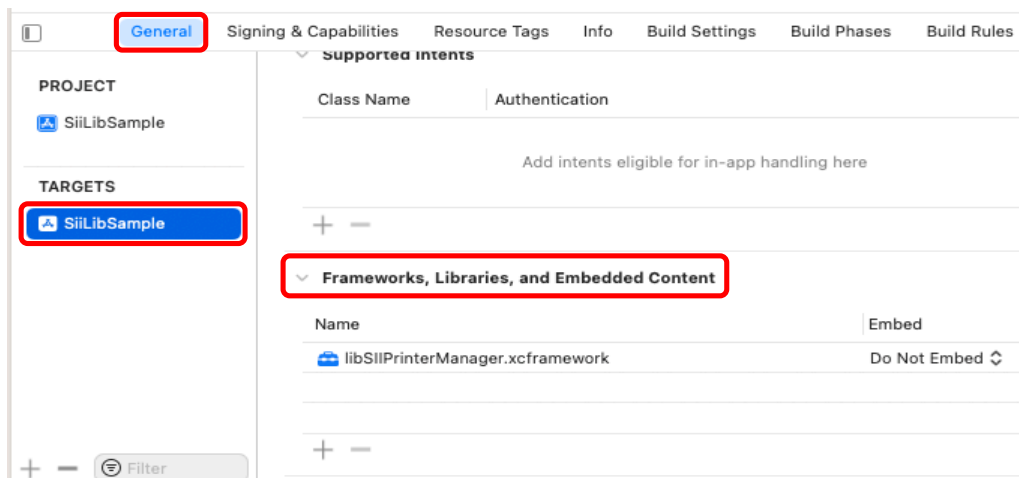 General Signing & Capabilities Resource Tags Info Build Settings Build Phases Build Rules
PROJECT
SiiLibSample
TARGETS
SiiLibSample
Filter
Supported Intents
Class Name Authentication
Add intents eligible for in-app handling here
Frameworks, Libraries, and Embedded Content
Name Embed
libSIIPrinterManager.xcframework Do Not Embed